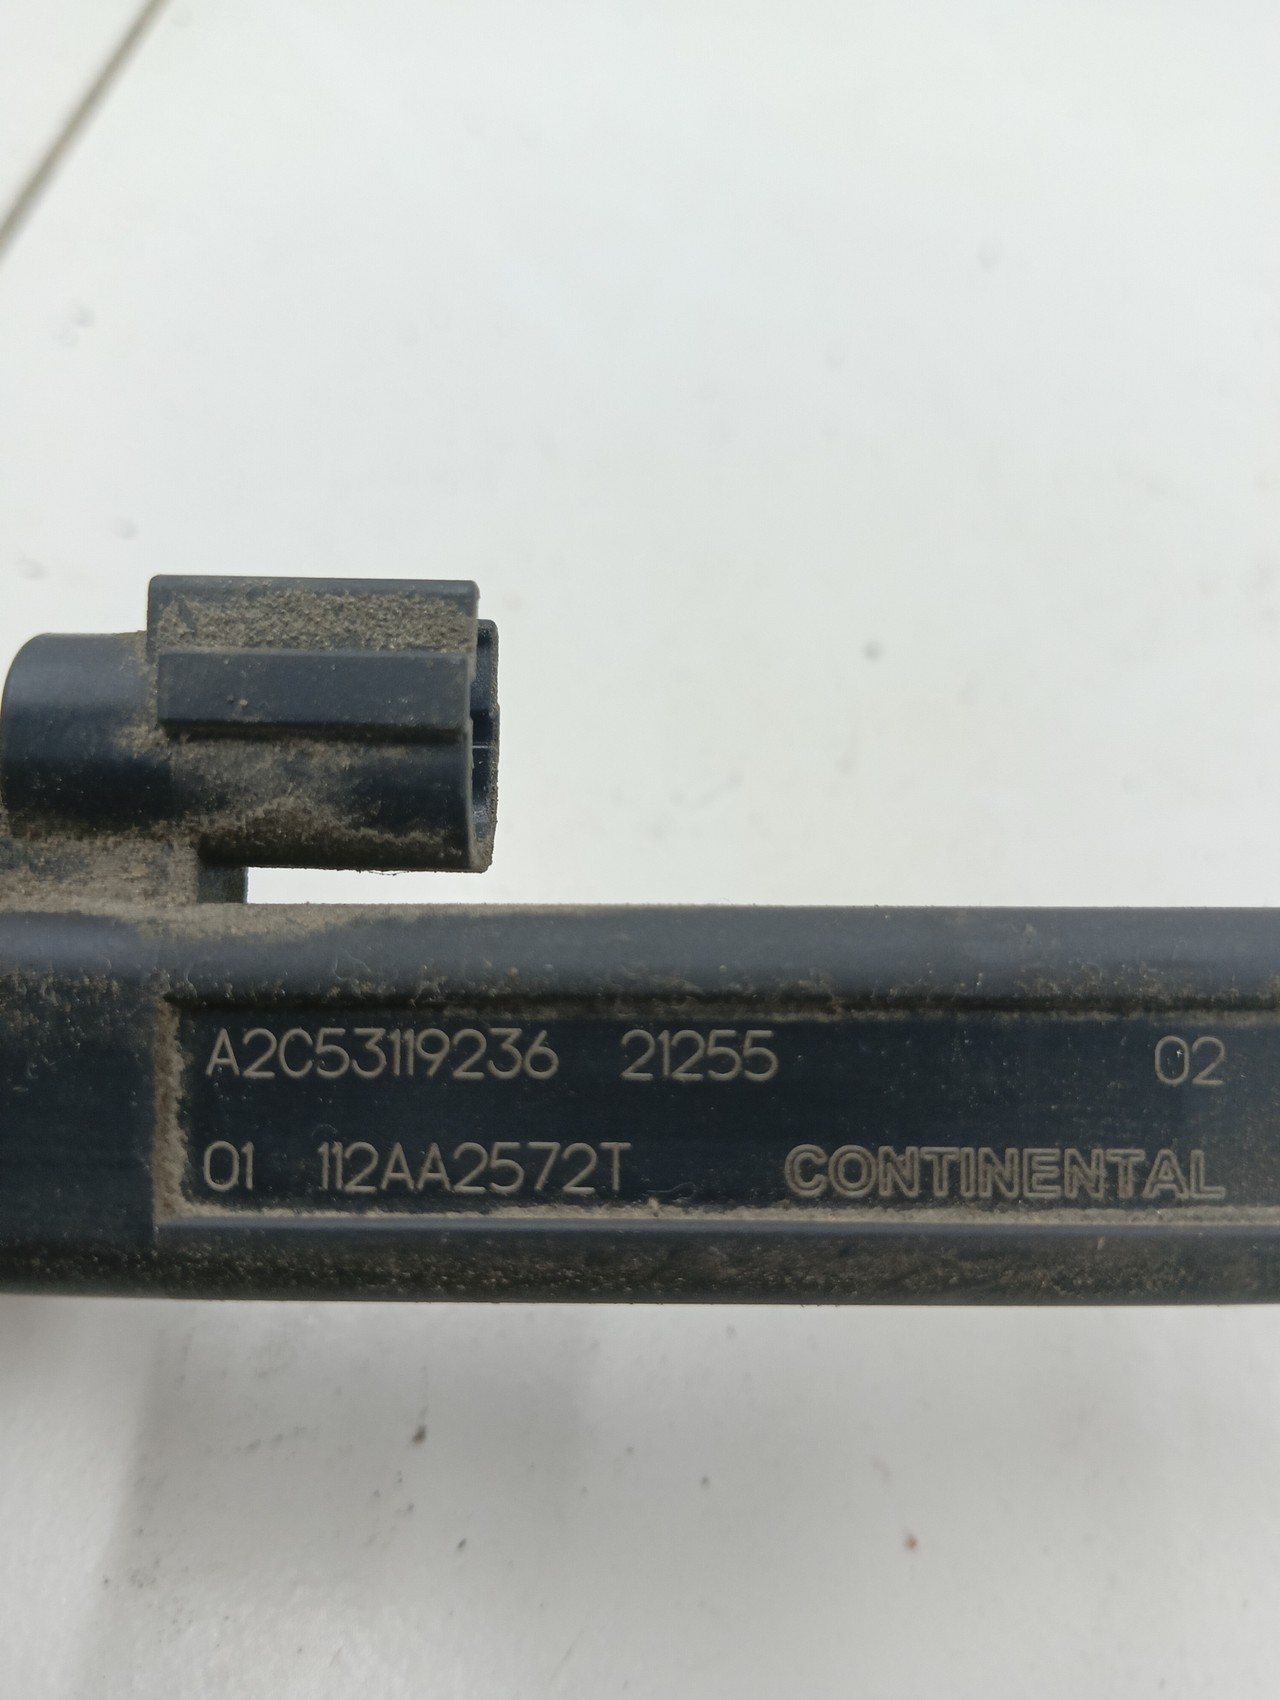 A2C53119236 21255 02
01 112AA2572T CONTINENTAL